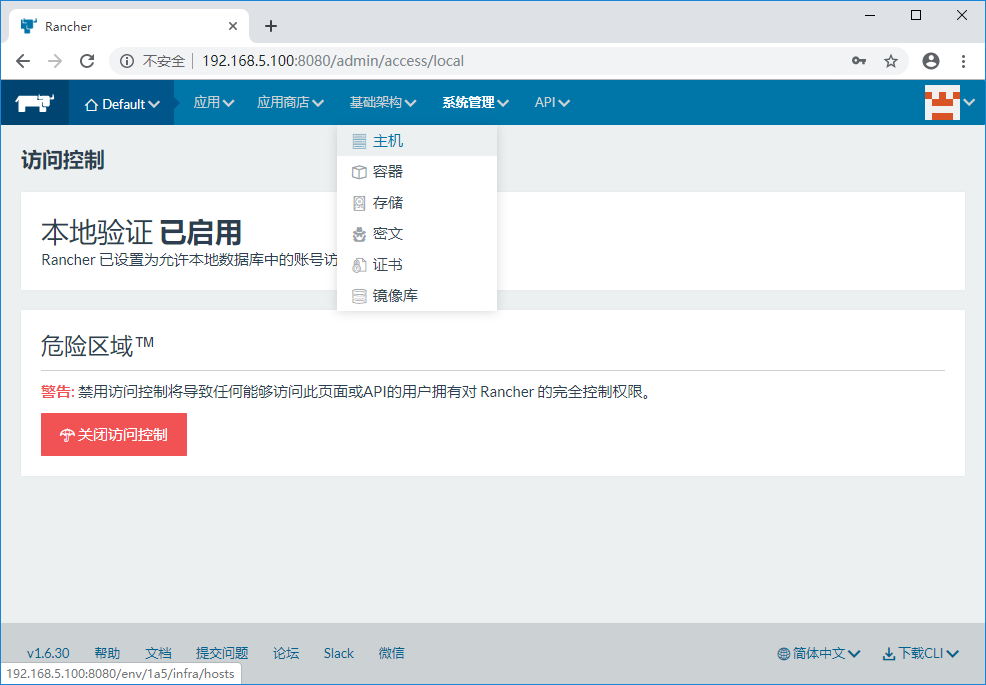 Rancher
不安全 192.168.5.100:8080/admin/access/local
Default 应用 应用商店 基础架构 系统管理 API
访问控制
主机
容器
存储
密文
证书
镜像库
本地验证 已启用
Rancher 已设置为允许本地数据库中的账号访
危险区域™
警告: 禁用访问控制将导致任何能够访问此页面或API的用户拥有对 Rancher 的完全控制权限。
关闭访问控制
v1.6.30 帮助 文档 提交问题 论坛 Slack 微信 简体中文 下载CLI
192.168.5.100:8080/env/1a5/infra/hosts